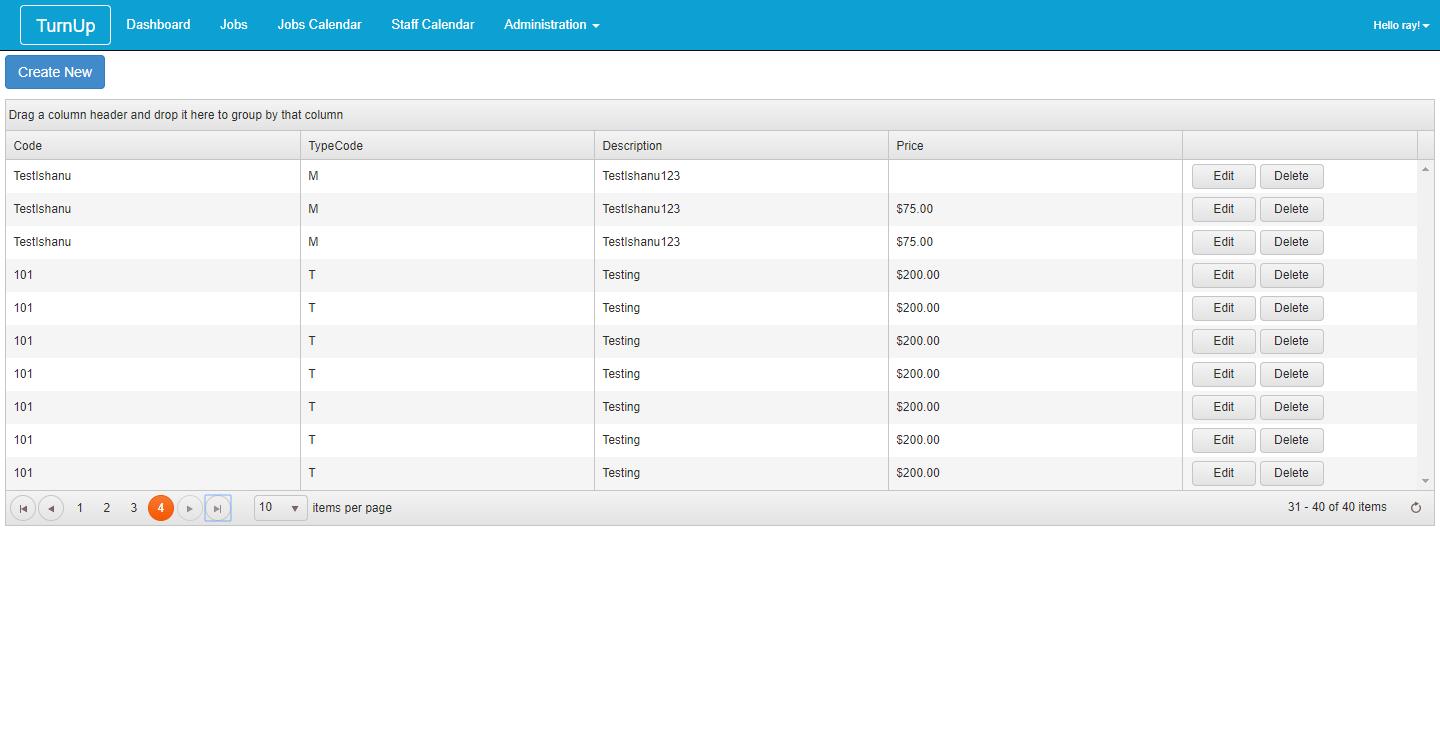 TurnUp Dashboard Jobs Jobs Calendar Staff Calendar Administration Hello ray!
Create New
Drag a column header and drop it here to group by that column
Code TypeCode Description Price
TestIshanu M TestIshanu123 Edit Delete
TestIshanu M TestIshanu123 $75.00 Edit Delete
TestIshanu M TestIshanu123 $75.00 Edit Delete
101 T Testing $200.00 Edit Delete
101 T Testing $200.00 Edit Delete
101 T Testing $200.00 Edit Delete
101 T Testing $200.00 Edit Delete
101 T Testing $200.00 Edit Delete
101 T Testing $200.00 Edit Delete
101 T Testing $200.00 Edit Delete
1 2 3 4 10 items per page 31 - 40 of 40 items